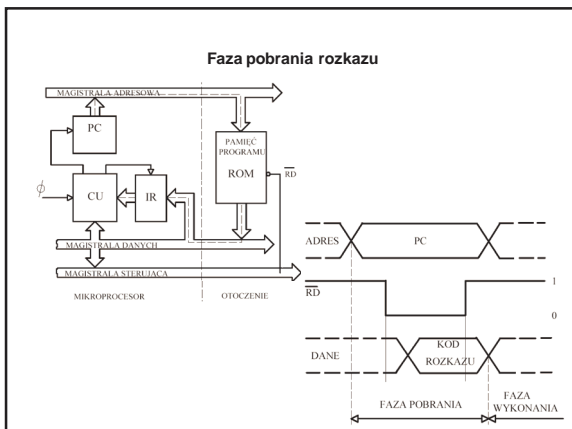 Faza pobrania rozkazu
MAGISTRALA ADRESOWA
PC
PAMIĘĆ
PROGRAMU
ROM
RD
ϕ
CU
IR
MAGISTRALA DANYCH
MAGISTRALA STERUJĄCA
MIKROPROCESOR
OTOCZENIE
ADRES
PC
RD
1
0
DANE
KOD
ROZKAZU
FAZA POBRANIA
FAZA
WYKONANIA